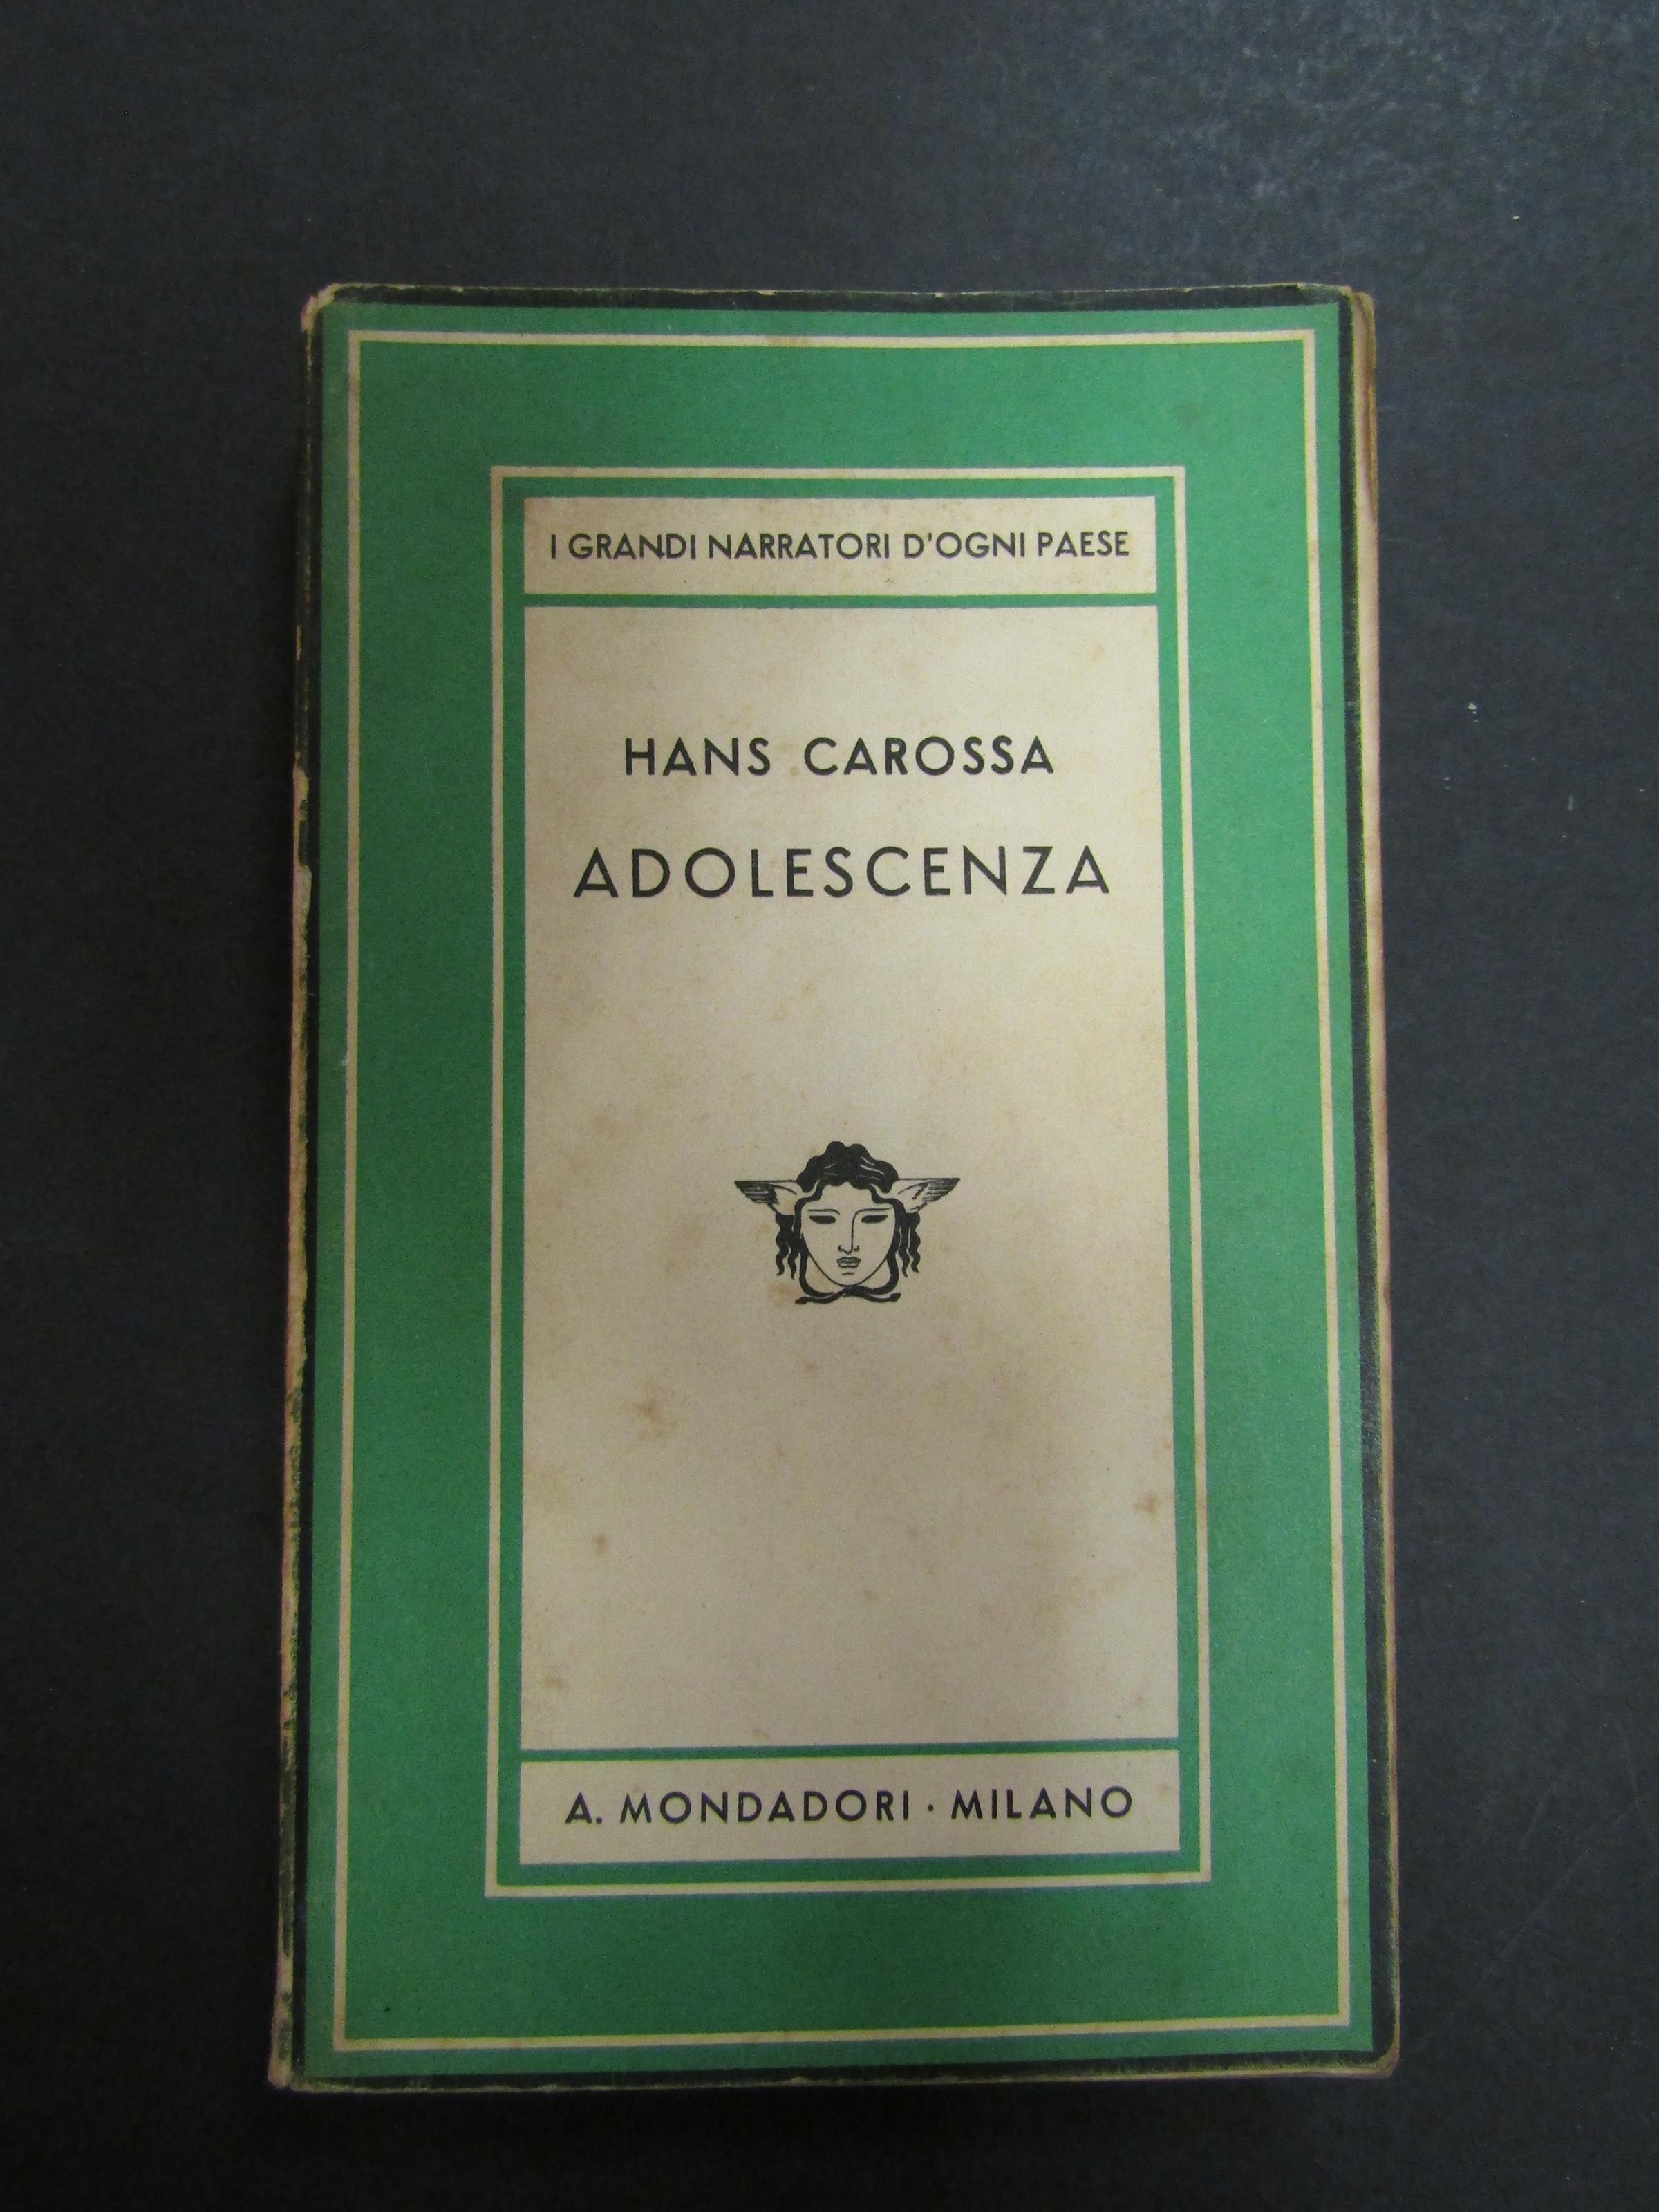 I GRANDI NARRATORI D'OGNI PAESE
HANS CAROSSA
ADOLESCENZA
A. MONDADORI · MILANO